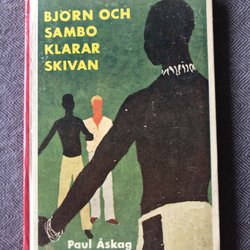 BJÖRN OCH
SAMBO
KLARAR
SKIVAN
Paul Åskag